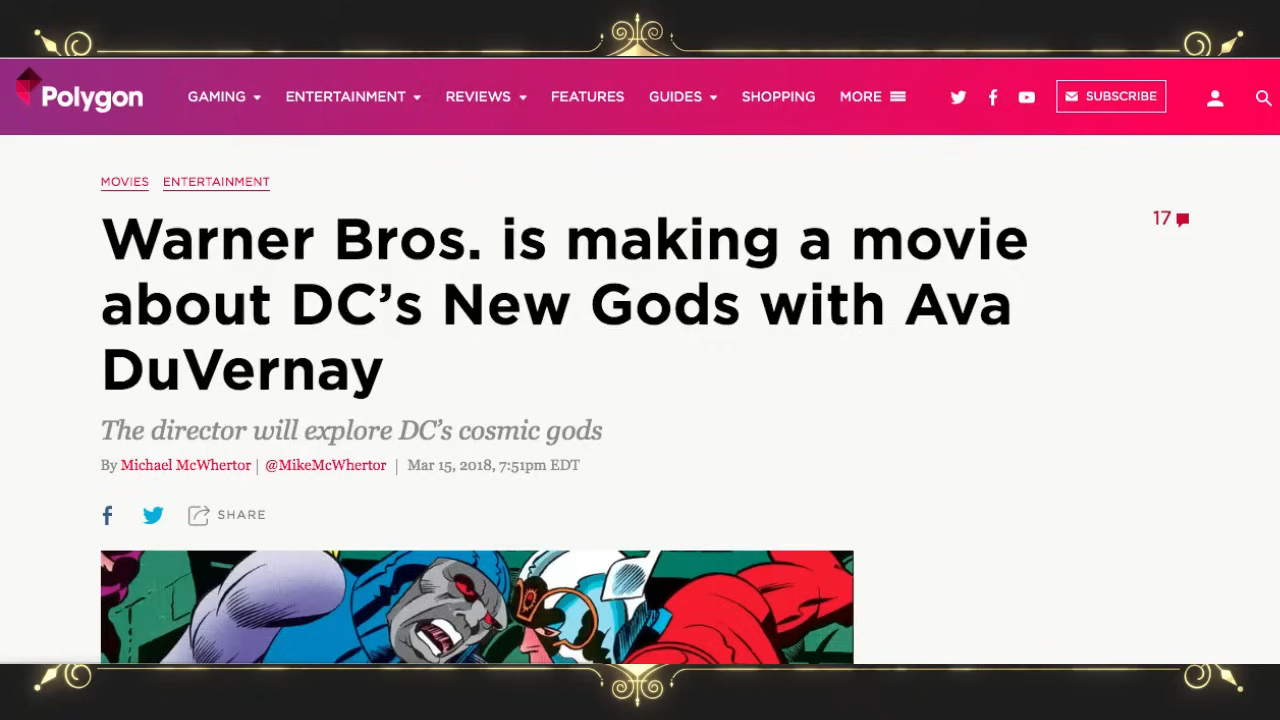 Polygon
GAMING ENTERTAINMENT REVIEWS FEATURES GUIDES SHOPPING MORE SUBSCRIBE
MOVIES ENTERTAINMENT
17
Warner Bros. is making a movie
about DC’s New Gods with Ava
DuVernay
The director will explore DC’s cosmic gods
By Michael McWhertor | @MikeMcWhertor | Mar 15, 2018, 7:51pm EDT
SHARE